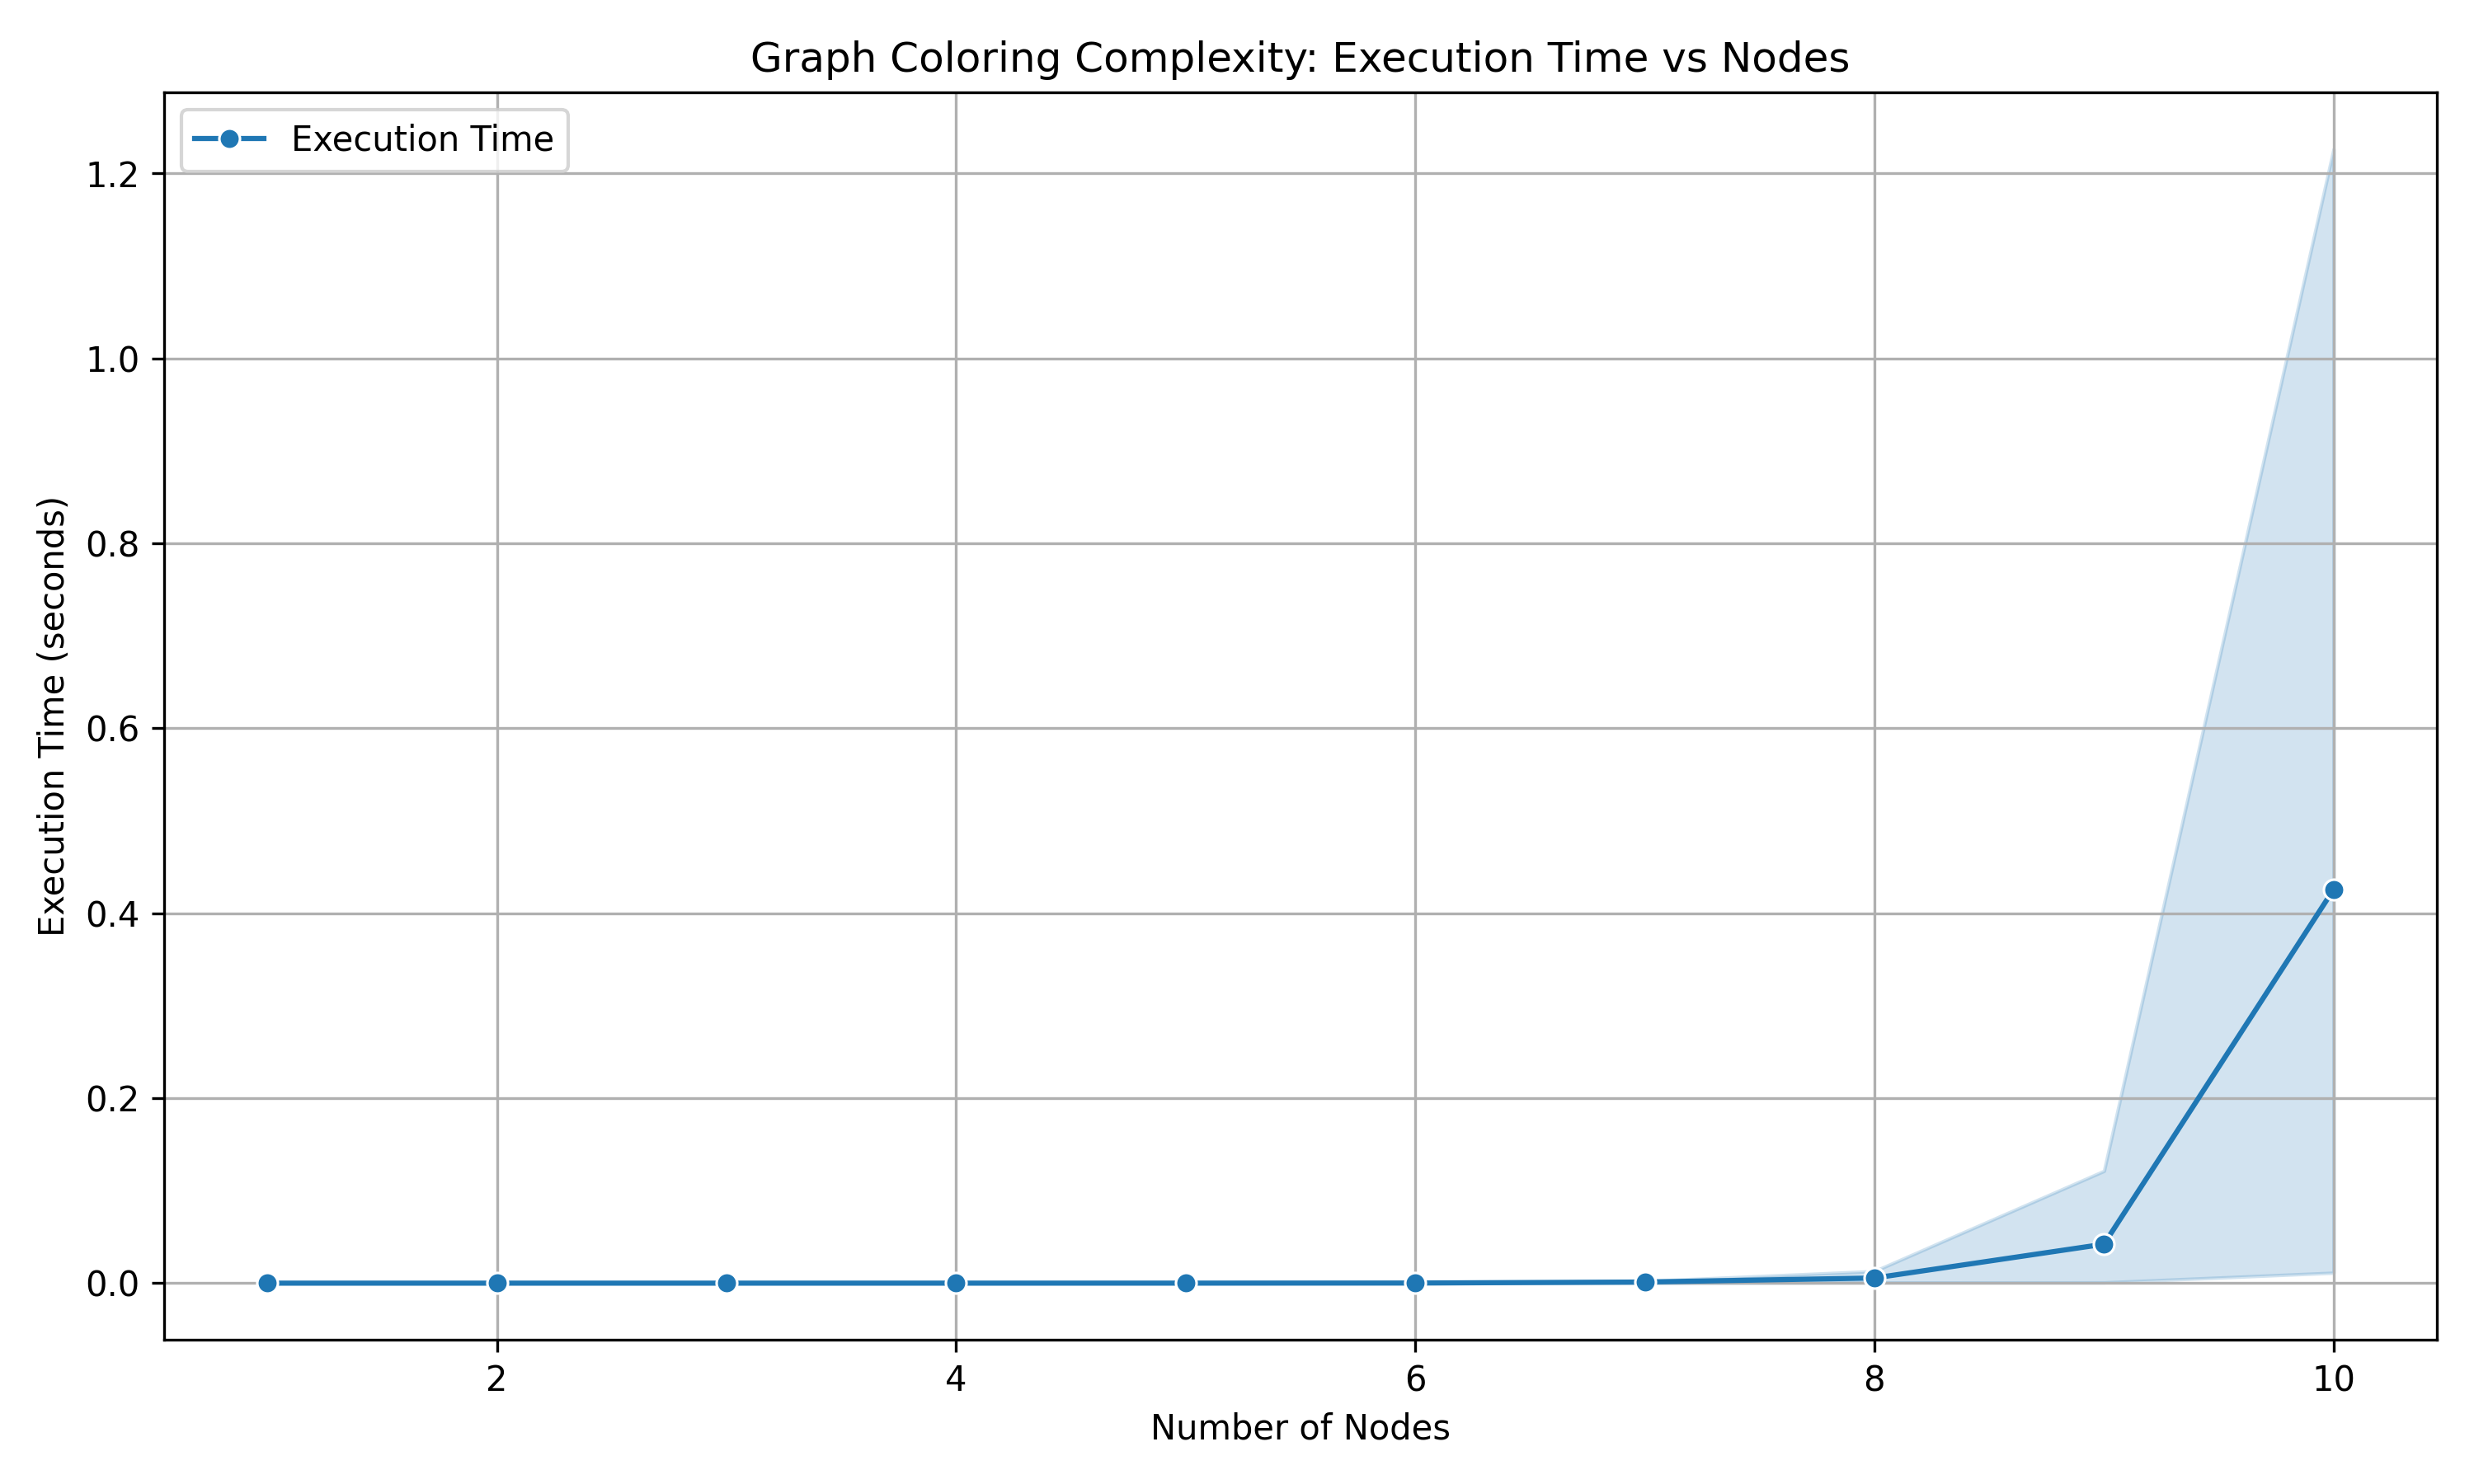 Graph Coloring Complexity: Execution Time vs Nodes
Execution Time
1.2
1.0
0.8
0.6
0.4
0.2
0.0
Execution Time (seconds)
2 4 6 8 10
Number of Nodes